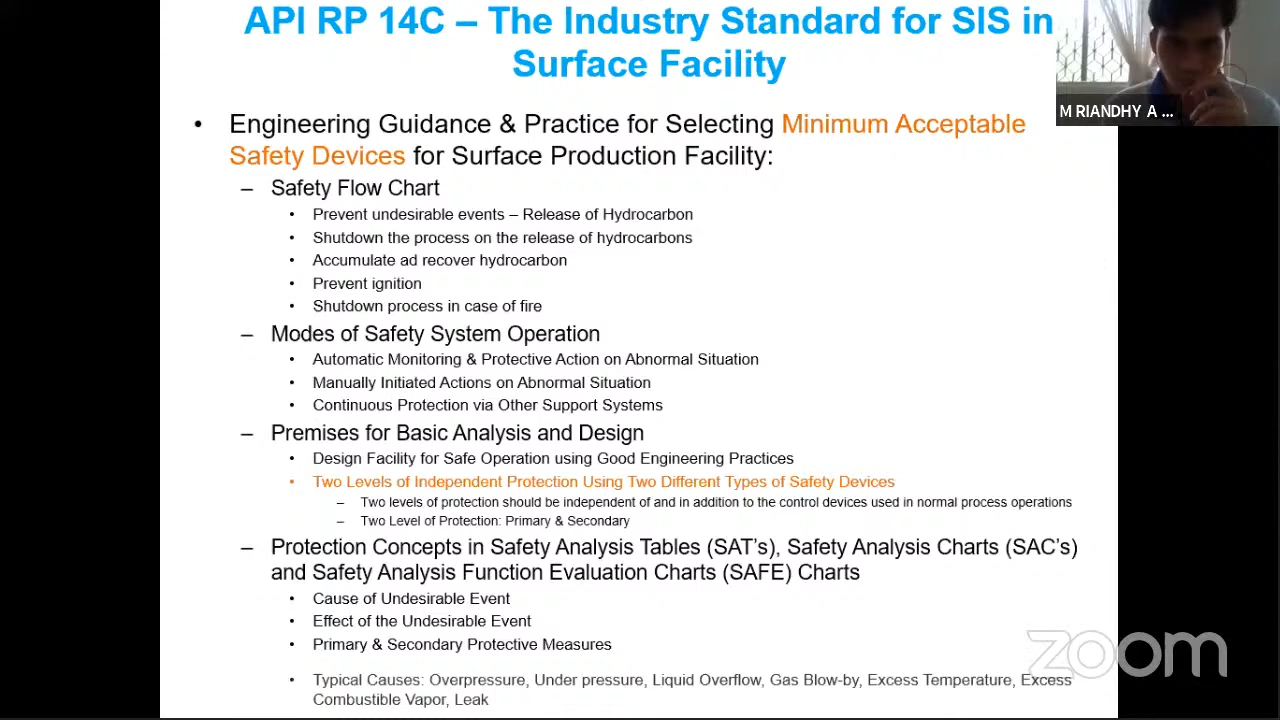 API RP 14C – The Industry Standard for SIS in
Surface Facility
M RIANDHY A ...
• Engineering Guidance & Practice for Selecting Minimum Acceptable
Safety Devices for Surface Production Facility:
– Safety Flow Chart
• Prevent undesirable events – Release of Hydrocarbon
• Shutdown the process on the release of hydrocarbons
• Accumulate ad recover hydrocarbon
• Prevent ignition
• Shutdown process in case of fire
– Modes of Safety System Operation
• Automatic Monitoring & Protective Action on Abnormal Situation
• Manually Initiated Actions on Abnormal Situation
• Continuous Protection via Other Support Systems
– Premises for Basic Analysis and Design
• Design Facility for Safe Operation using Good Engineering Practices
• Two Levels of Independent Protection Using Two Different Types of Safety Devices
– Two levels of protection should be independent of and in addition to the control devices used in normal process operations
– Two Level of Protection: Primary & Secondary
– Protection Concepts in Safety Analysis Tables (SAT's), Safety Analysis Charts (SAC's)
and Safety Analysis Function Evaluation Charts (SAFE) Charts
• Cause of Undesirable Event
• Effect of the Undesirable Event
• Primary & Secondary Protective Measures
• Typical Causes: Overpressure, Under pressure, Liquid Overflow, Gas Blow-by, Excess Temperature, Excess
Combustible Vapor, Leak
zoom